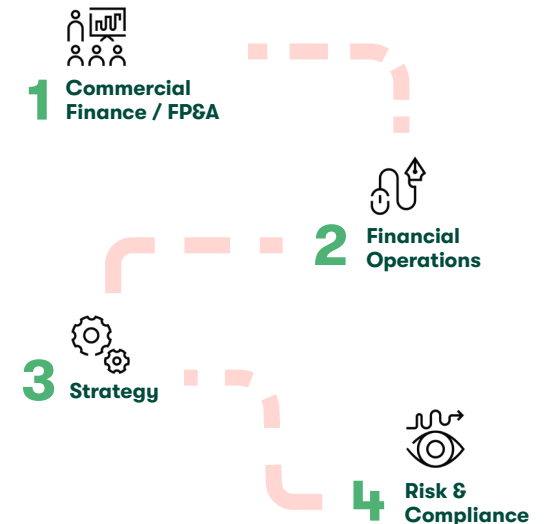 1
Commercial
Finance / FP&A
2
Financial
Operations
3
Strategy
4
Risk &
Compliance